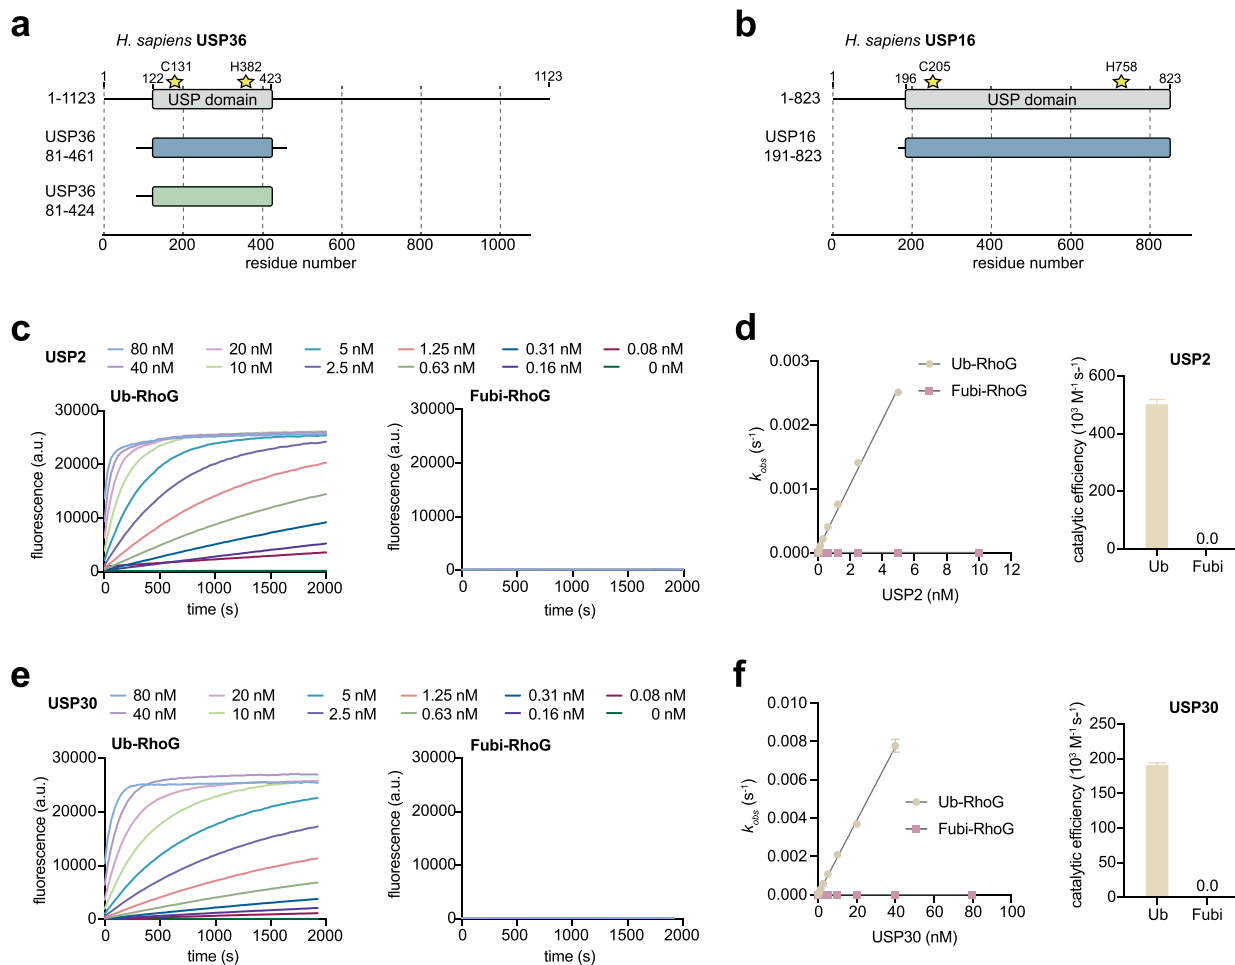 a
H. sapiens USP36
C131 H382
1 122 423 1123
1-1123 USP domain
USP36
81-461
USP36
81-424
0 200 400 600 800 1000
residue number
b
H. sapiens USP16
C205 H758
1 196 823
1-823 USP domain
USP16
191-823
0 200 400 600 800
residue number
c
USP2
80 nM 20 nM 5 nM 1.25 nM 0.31 nM 0.08 nM
40 nM 10 nM 2.5 nM 0.63 nM 0.16 nM 0 nM
Ub-RhoG
30000
20000
10000
0
fluorescence (a.u.)
0 500 1000 1500 2000
time (s)
Fubi-RhoG
30000
20000
10000
0
fluorescence (a.u.)
0 500 1000 1500 2000
time (s)
d
0.003
0.002
0.001
0.000
kobs (s-1)
Ub-RhoG
Fubi-RhoG
0 2 4 6 8 10 12
USP2 (nM)
USP2
600
400
200
0
catalytic efficiency (10³ M-1 s-1)
0.0
Ub Fubi
e
USP30
80 nM 20 nM 5 nM 1.25 nM 0.31 nM 0.08 nM
40 nM 10 nM 2.5 nM 0.63 nM 0.16 nM 0 nM
Ub-RhoG
30000
20000
10000
0
fluorescence (a.u.)
0 500 1000 1500 2000
time (s)
Fubi-RhoG
30000
20000
10000
0
fluorescence (a.u.)
0 500 1000 1500 2000
time (s)
f
0.010
0.008
0.006
0.004
0.002
0.000
kobs (s-1)
Ub-RhoG
Fubi-RhoG
0 20 40 60 80 100
USP30 (nM)
USP30
250
200
150
100
50
0
catalytic efficiency (10³ M-1 s-1)
0.0
Ub Fubi